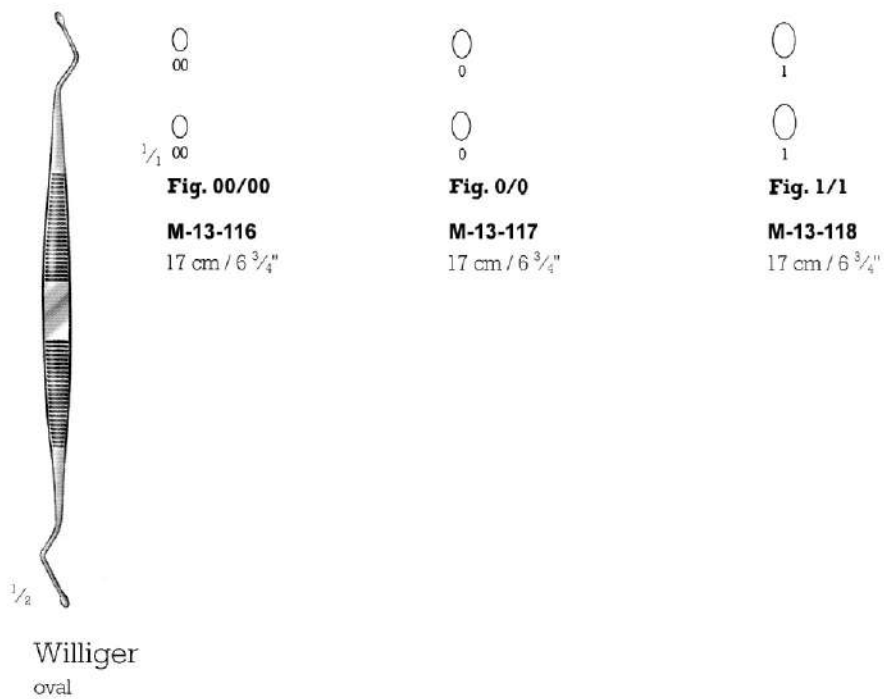 00 0 1
1/1 00 0 1
Fig. 00/00 Fig. 0/0 Fig. 1/1
M-13-116 M-13-117 M-13-118
17 cm / 6 3/4" 17 cm / 6 3/4" 17 cm / 6 3/4"
1/2
Williger
oval